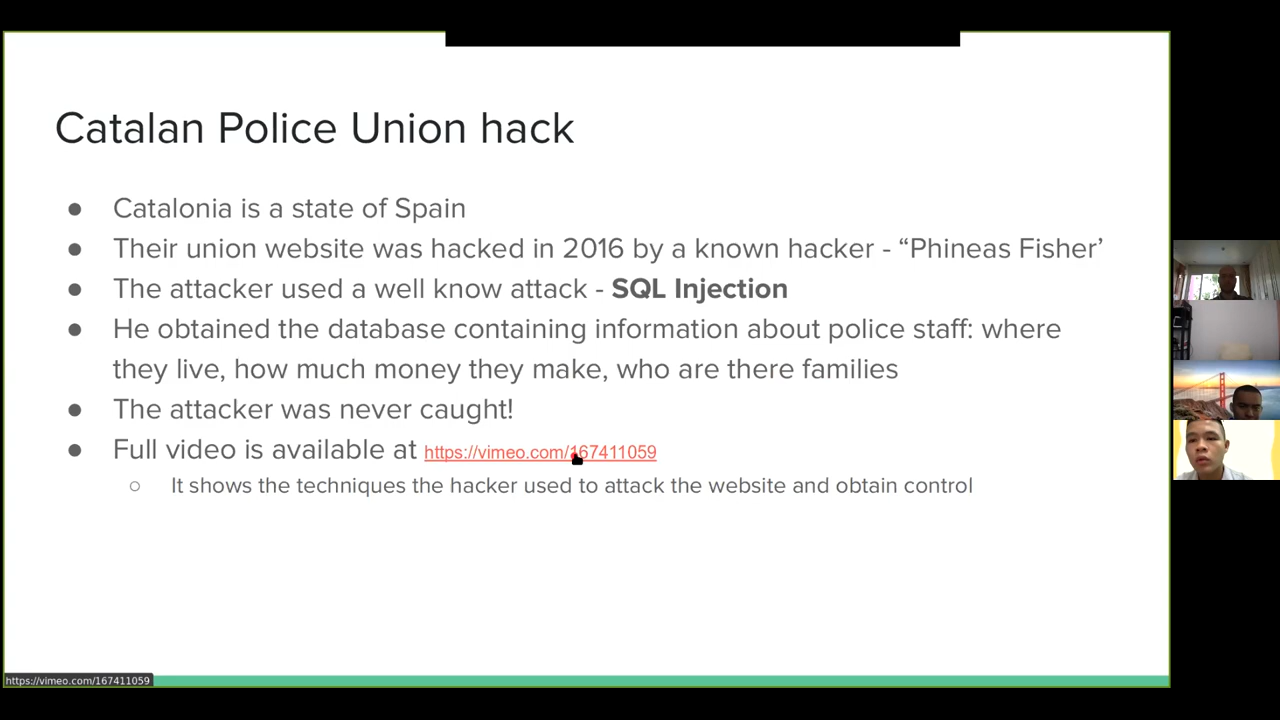 Catalan Police Union hack
● Catalonia is a state of Spain
● Their union website was hacked in 2016 by a known hacker - “Phineas Fisher’
● The attacker used a well know attack - SQL Injection
● He obtained the database containing information about police staff: where
they live, how much money they make, who are there families
● The attacker was never caught!
● Full video is available at https://vimeo.com/167411059
○ It shows the techniques the hacker used to attack the website and obtain control
https://vimeo.com/167411059